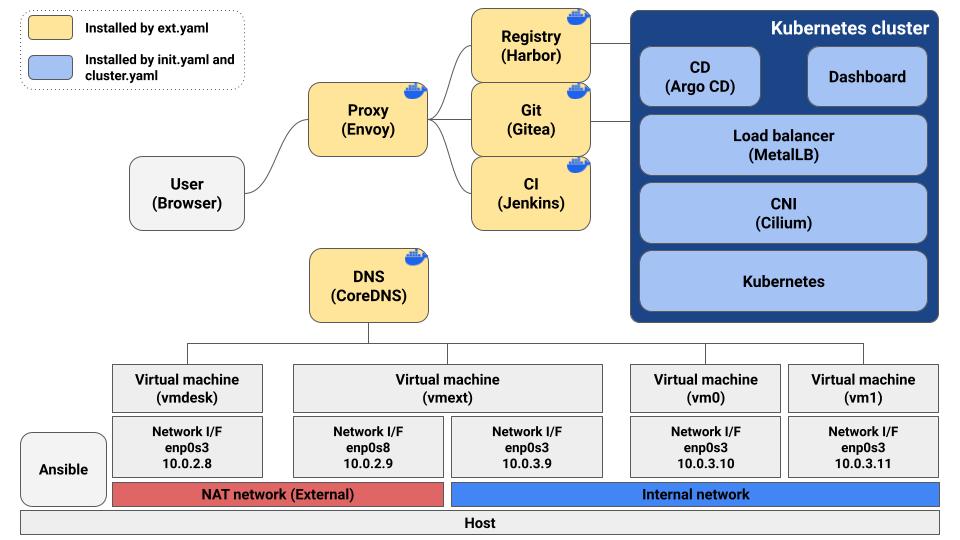 Installed by ext.yaml
Installed by init.yaml and
cluster.yaml
User
(Browser)
Proxy
(Envoy)
Registry
(Harbor)
Git
(Gitea)
CI
(Jenkins)
Kubernetes cluster
CD
(Argo CD)
Dashboard
Load balancer
(MetalLB)
CNI
(Cilium)
Kubernetes
DNS
(CoreDNS)
Virtual machine
(vmdesk)
Virtual machine
(vmext)
Virtual machine
(vm0)
Virtual machine
(vm1)
Ansible
Network I/F
enp0s3
10.0.2.8
Network I/F
enp0s8
10.0.2.9
Network I/F
enp0s3
10.0.3.9
Network I/F
enp0s3
10.0.3.10
Network I/F
enp0s3
10.0.3.11
NAT network (External)
Internal network
Host